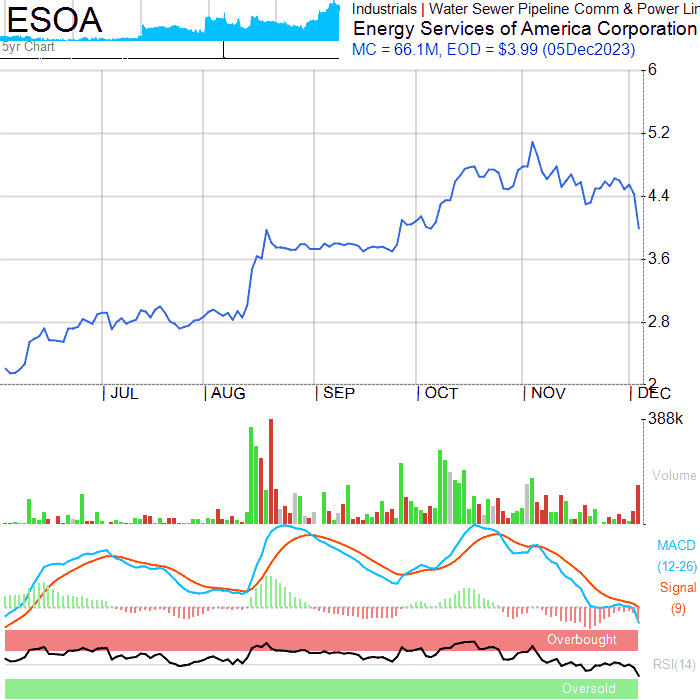 ESOA
5yr Chart
Industrials | Water Sewer Pipeline Comm & Power Lin
Energy Services of America Corporation
MC = 66.1M, EOD = $3.99 (05Dec2023)
6
5.2
4.4
3.6
2.8
2
| JUL | AUG | SEP | OCT | NOV | DEC
388k
Volume
MACD
(12-26)
Signal
(9)
Overbought
RSI(14)
Oversold